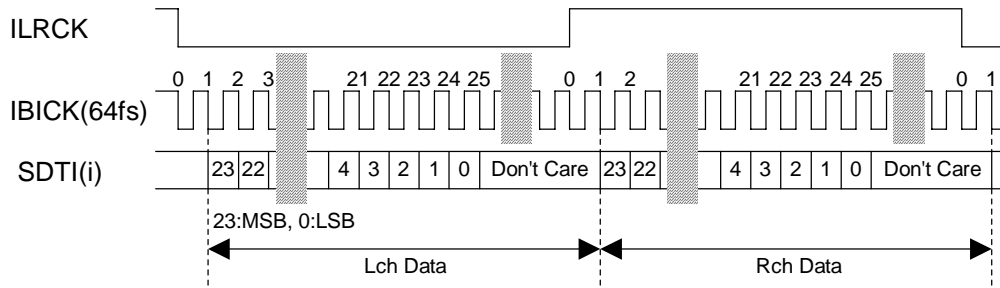 ILRCK
0 1 2 3 21 22 23 24 25 0 1 2 21 22 23 24 25 0 1
IBICK(64fs)
SDTI(i) 23 22 4 3 2 1 0 Don't Care 23 22 4 3 2 1 0 Don't Care
23:MSB, 0:LSB
Lch Data Rch Data